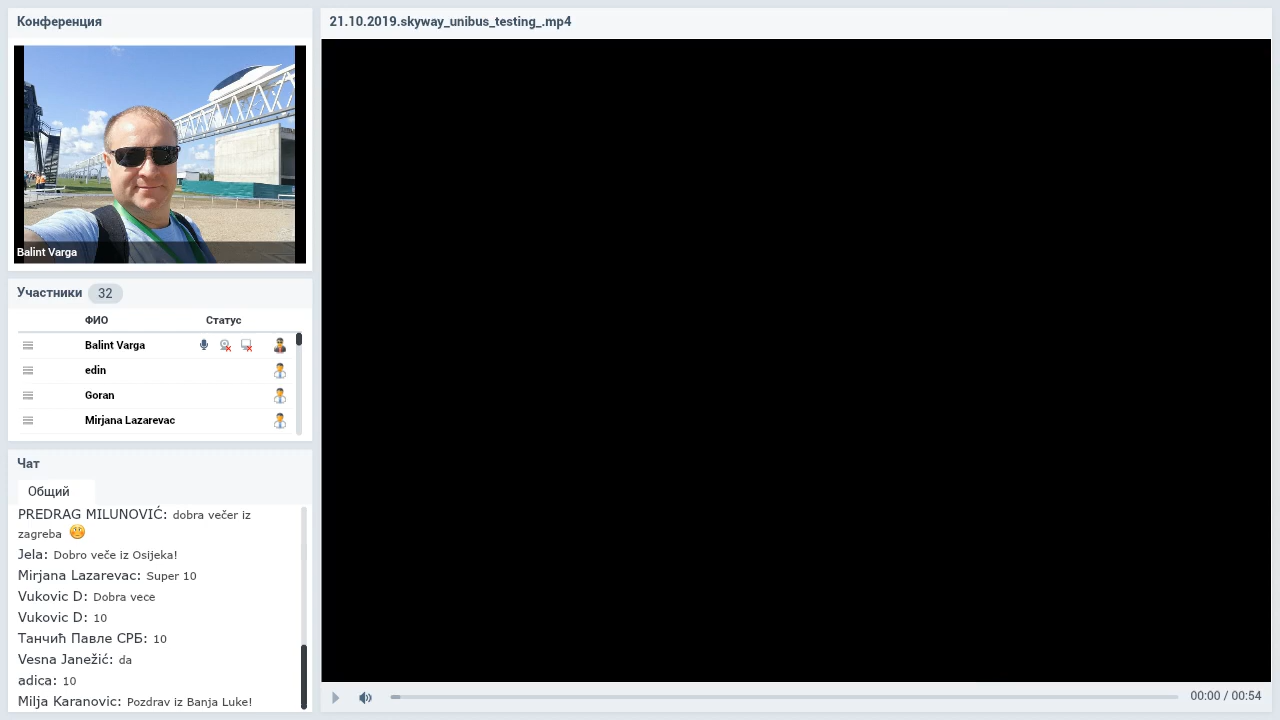 Конференция
Balint Varga
Участники 32
ФИО Статус
Balint Varga
edin
Goran
Mirjana Lazarevac
Чат
Общий
PREDRAG MILUNOVIĆ: dobra večer iz
zagreba
Jela: Dobro veče iz Osijeka!
Mirjana Lazarevac: Super 10
Vukovic D: Dobra vece
Vukovic D: 10
Танчић Павле СРБ: 10
Vesna Janežić: da
adica: 10
Milja Karanovic: Pozdrav iz Banja Luke!
21.10.2019.skyway_unibus_testing_.mp4
00:00 / 00:54